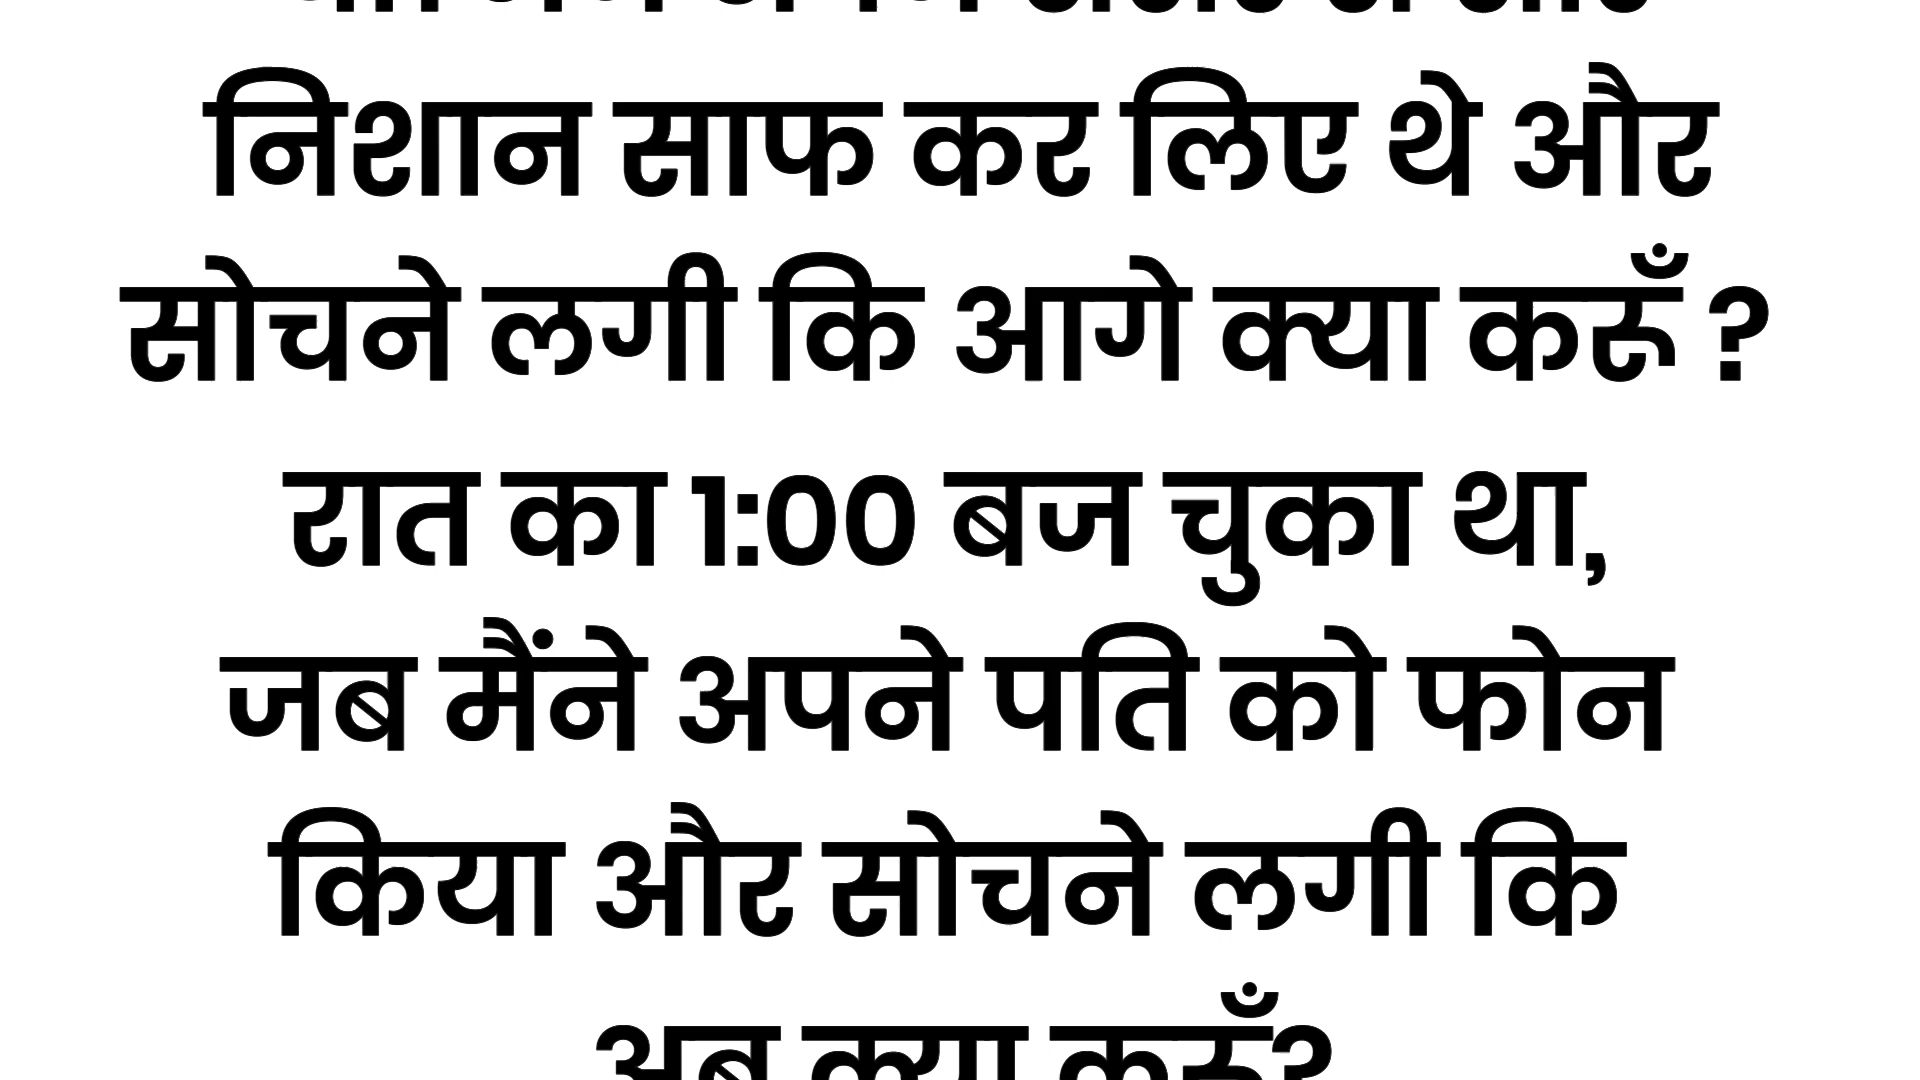 निशान साफ कर लिए थे और
सोचने लगी कि आगे क्या करूँ ?
रात का 1:00 बज चुका था,
जब मैंने अपने पति को फोन
किया और सोचने लगी कि
अब क्या करूँ?